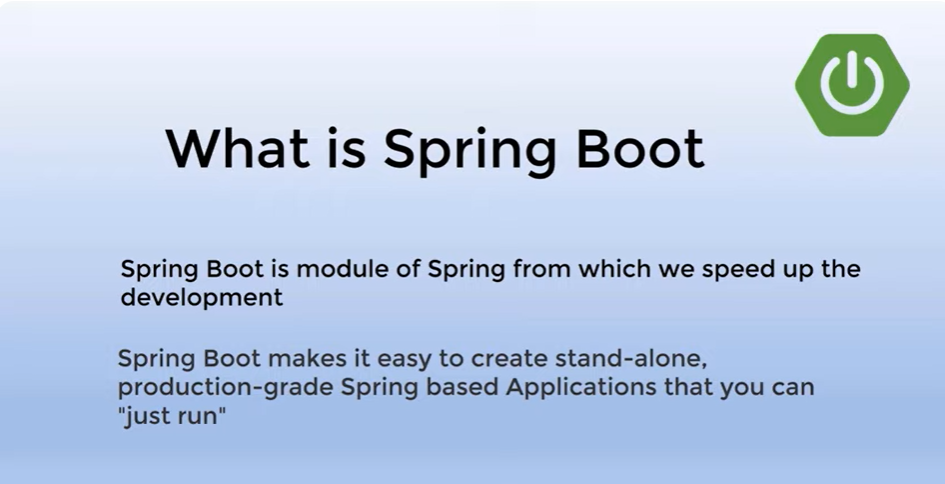 What is Spring Boot
Spring Boot is module of Spring from which we speed up the
development
Spring Boot makes it easy to create stand-alone,
production-grade Spring based Applications that you can
"just run"